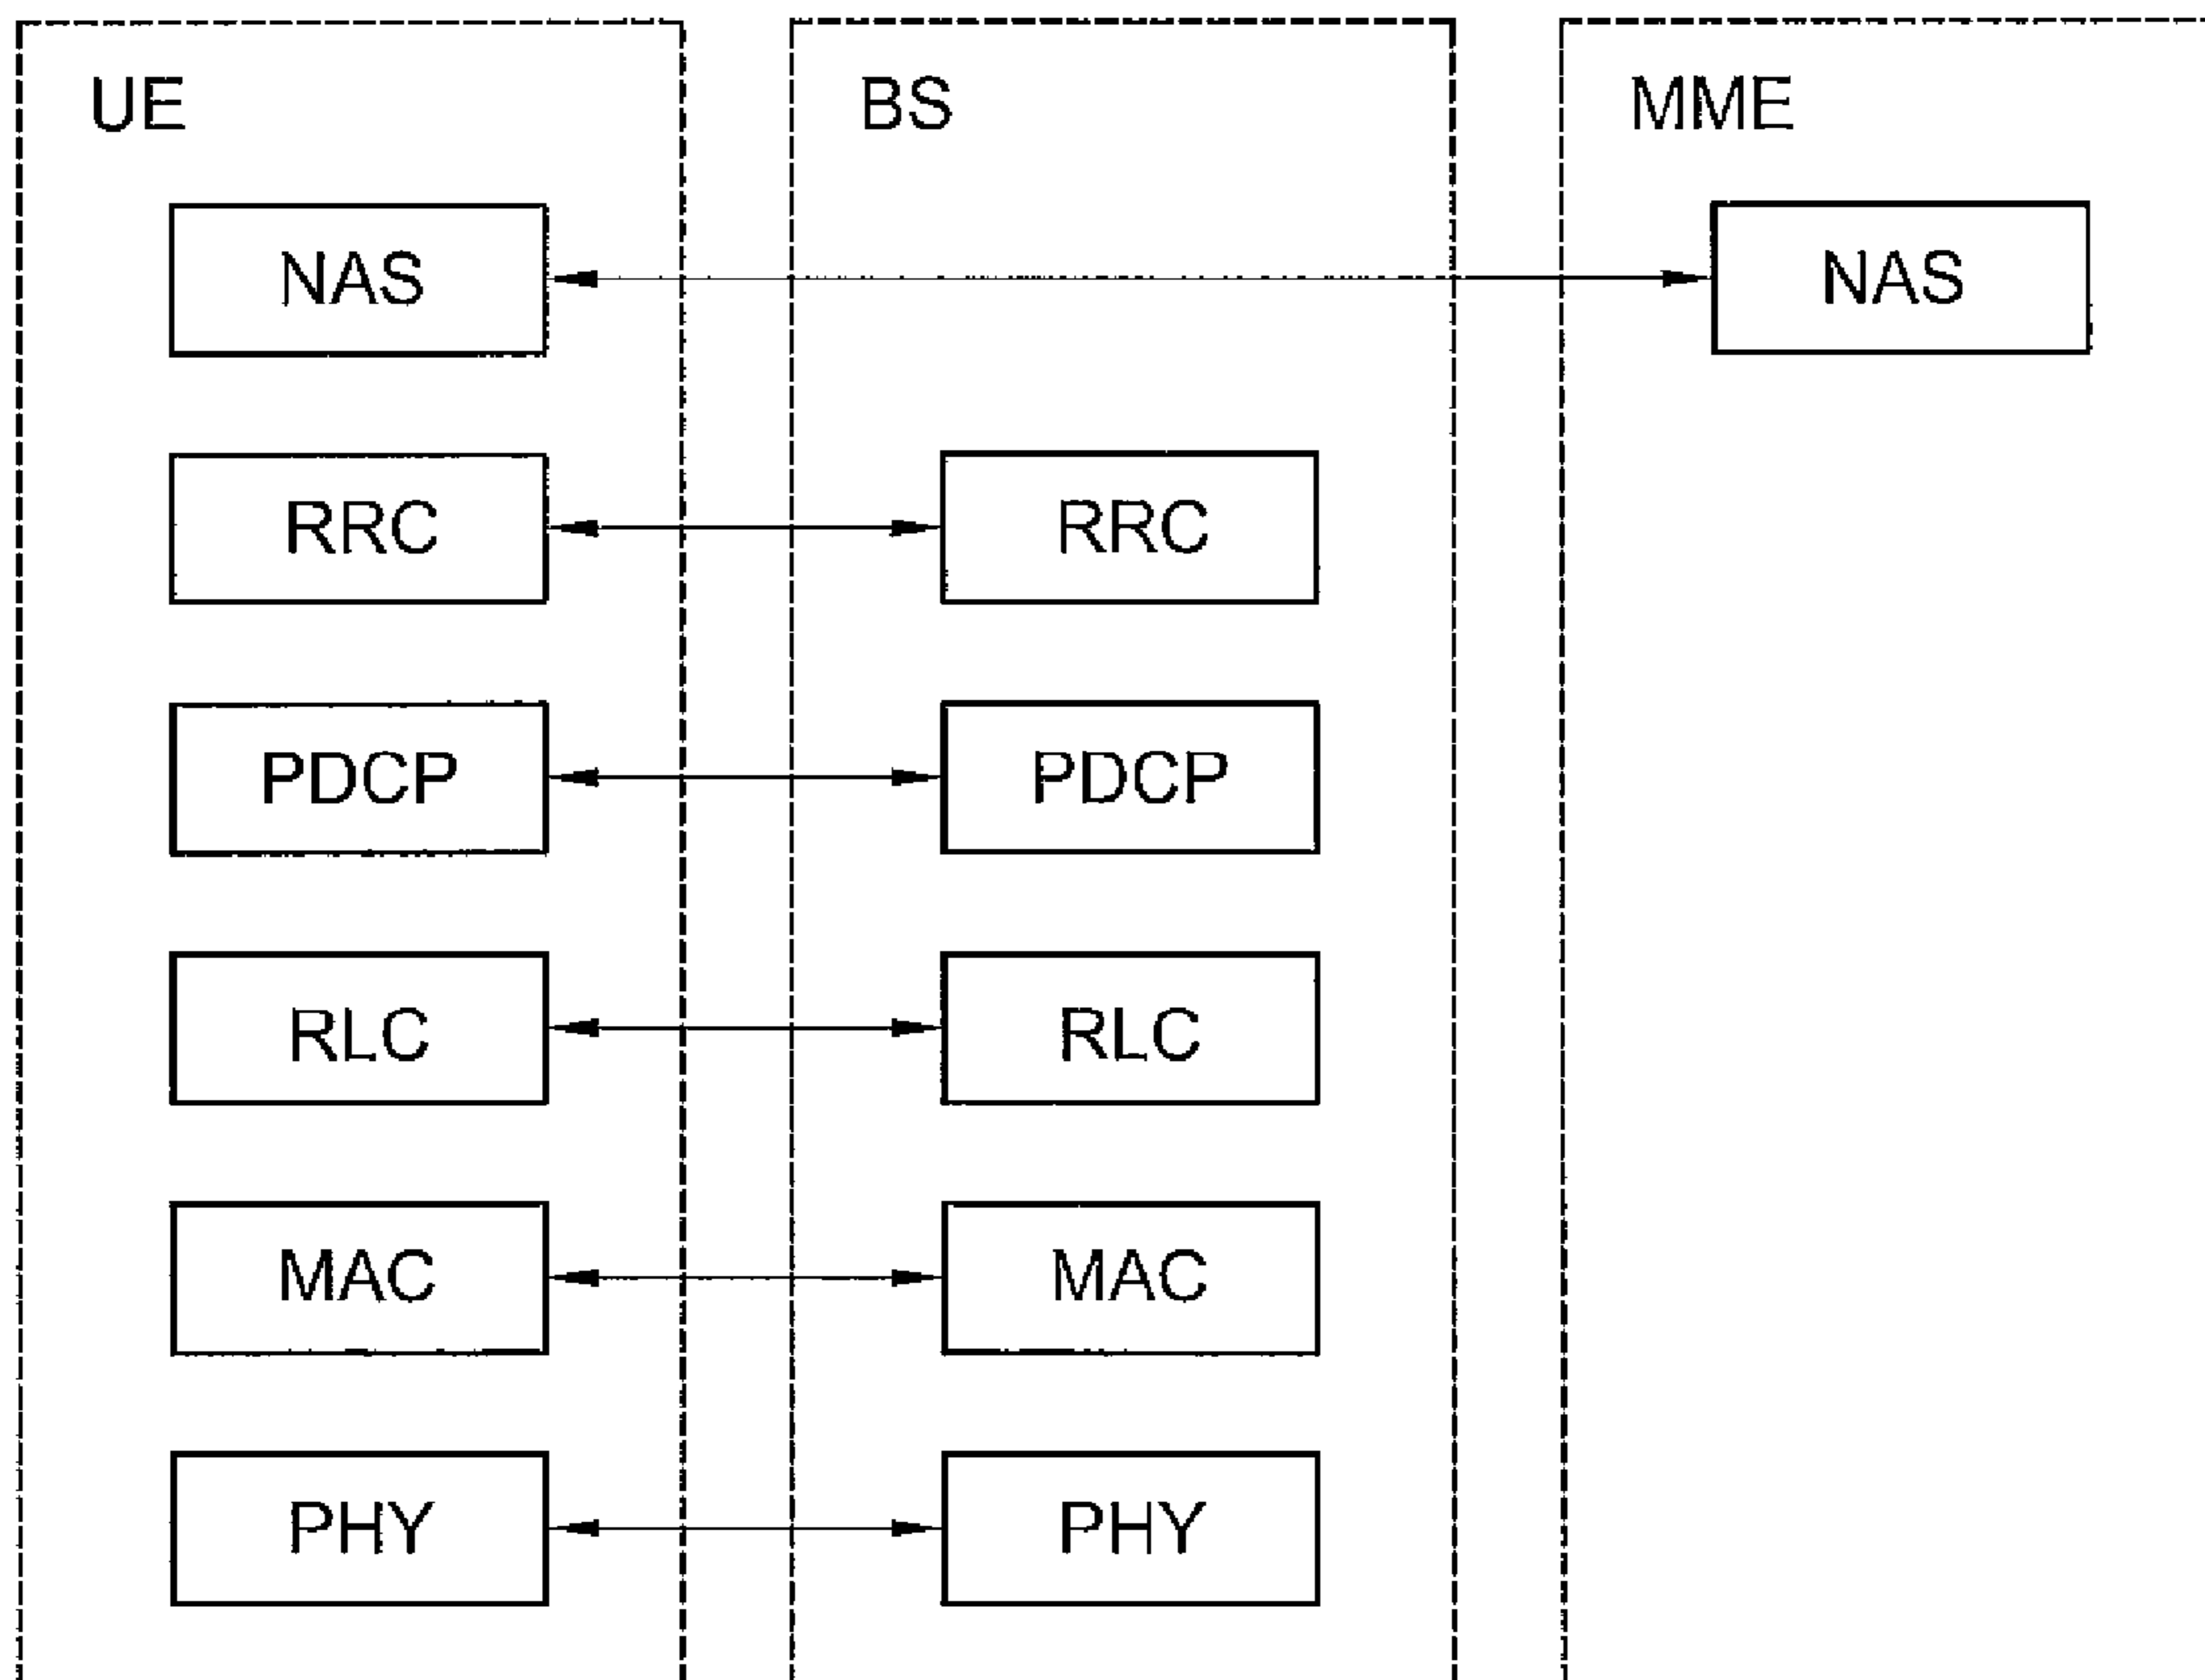 UE BS MME
NAS NAS
RRC RRC
PDCP PDCP
RLC RLC
MAC MAC
PHY PHY